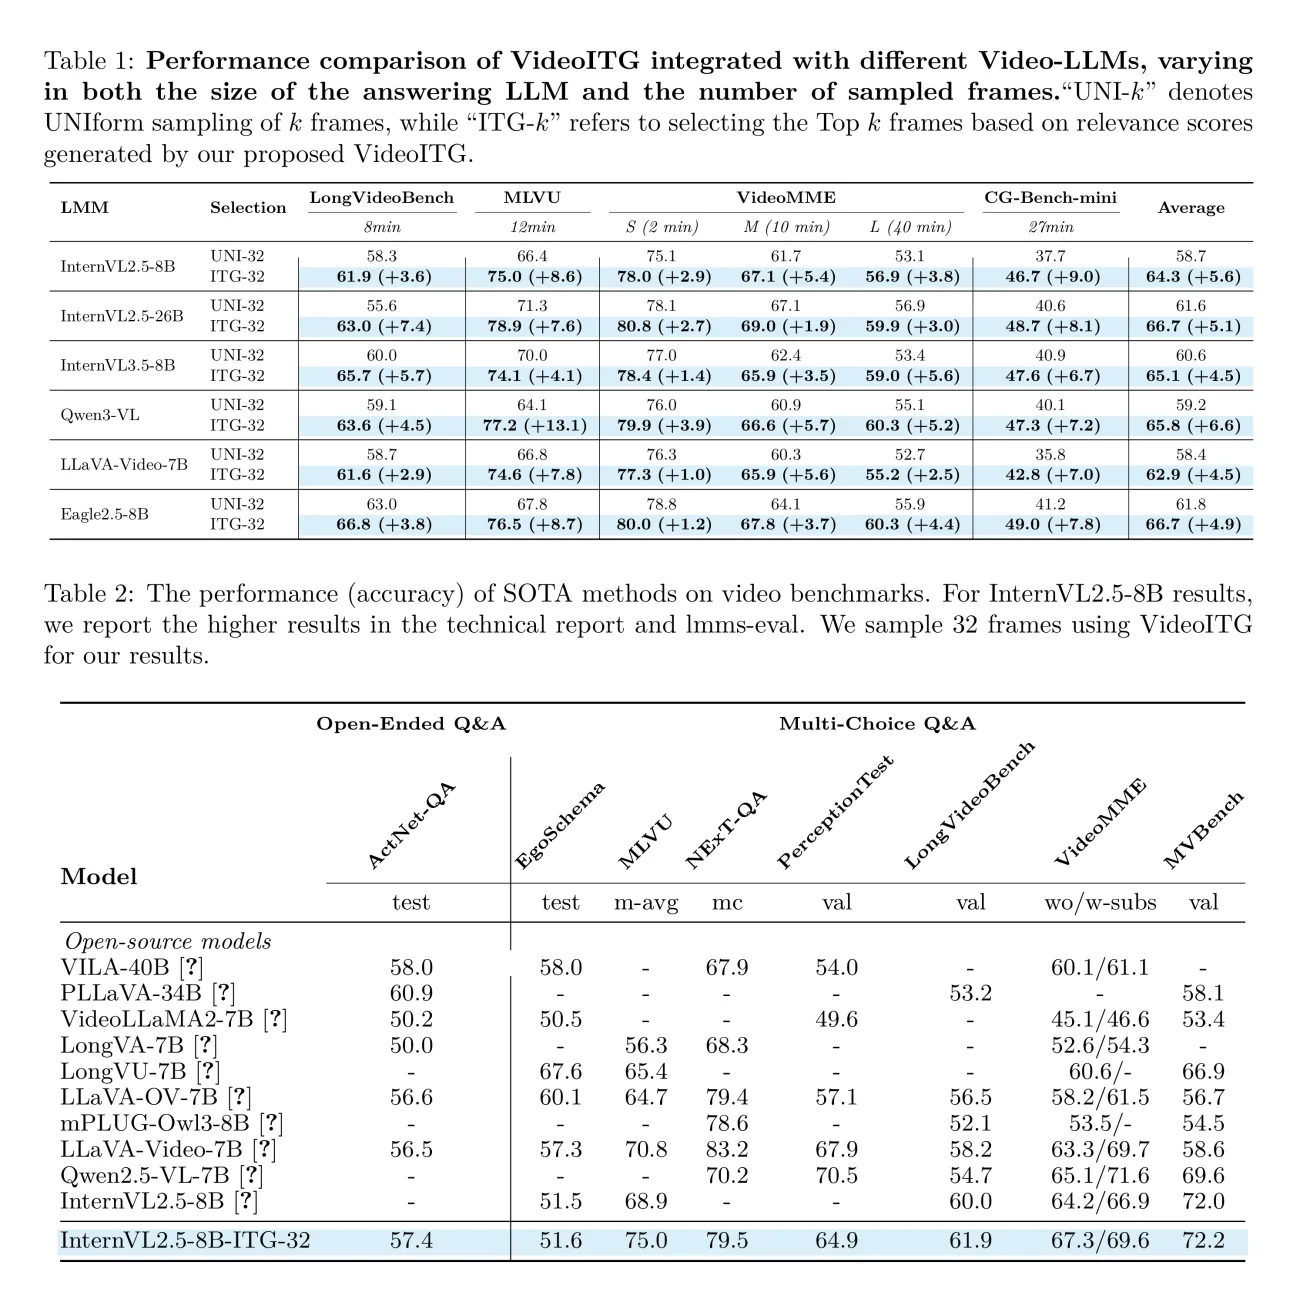 Table 1: Performance comparison of VideoITG integrated with different Video-LLMs, varying
in both the size of the answering LLM and the number of sampled frames.“UNI-k” denotes
UNIform sampling of k frames, while “ITG-k” refers to selecting the Top k frames based on relevance scores
generated by our proposed VideoITG.
LMM Selection LongVideoBench MLVU VideoMME CG-Bench-mini Average
8min 12min S (2 min) M (10 min) L (40 min) 27min
InternVL2.5-8B
UNI-32 58.3 66.4 75.1 61.7 53.1 37.7 58.7
ITG-32 61.9 (+3.6) 75.0 (+8.6) 78.0 (+2.9) 67.1 (+5.4) 56.9 (+3.8) 46.7 (+9.0) 64.3 (+5.6)
InternVL2.5-26B
UNI-32 55.6 71.3 78.1 67.1 56.9 40.6 61.6
ITG-32 63.0 (+7.4) 78.9 (+7.6) 80.8 (+2.7) 69.0 (+1.9) 59.9 (+3.0) 48.7 (+8.1) 66.7 (+5.1)
InternVL3.5-8B
UNI-32 60.0 70.0 77.0 62.4 53.4 40.9 60.6
ITG-32 65.7 (+5.7) 74.1 (+4.1) 78.4 (+1.4) 65.9 (+3.5) 59.0 (+5.6) 47.6 (+6.7) 65.1 (+4.5)
Qwen3-VL
UNI-32 59.1 64.1 76.0 60.9 55.1 40.1 59.2
ITG-32 63.6 (+4.5) 77.2 (+13.1) 79.9 (+3.9) 66.6 (+5.7) 60.3 (+5.2) 47.3 (+7.2) 65.8 (+6.6)
LLaVA-Video-7B
UNI-32 58.7 66.8 76.3 60.3 52.7 35.8 58.4
ITG-32 61.6 (+2.9) 74.6 (+7.8) 77.3 (+1.0) 65.9 (+5.6) 55.2 (+2.5) 42.8 (+7.0) 62.9 (+4.5)
Eagle2.5-8B
UNI-32 63.0 67.8 78.8 64.1 55.9 41.2 61.8
ITG-32 66.8 (+3.8) 76.5 (+8.7) 80.0 (+1.2) 67.8 (+3.7) 60.3 (+4.4) 49.0 (+7.8) 66.7 (+4.9)
Table 2: The performance (accuracy) of SOTA methods on video benchmarks. For InternVL2.5-8B results,
we report the higher results in the technical report and lmms-eval. We sample 32 frames using VideoITG
for our results.
Open-Ended Q&A Multi-Choice Q&A
Model ActNet-QA EgoSchema MLVU NExT-QA PerceptionTest LongVideoBench VideoMME MVBench
test test m-avg mc val val wo/w-subs val
Open-source models
VILA-40B [?] 58.0 58.0 - 67.9 54.0 - 60.1/61.1 -
PLLaVA-34B [?] 60.9 - - - - 53.2 - 58.1
VideoLLaMA2-7B [?] 50.2 50.5 - - 49.6 - 45.1/46.6 53.4
LongVA-7B [?] 50.0 - 56.3 68.3 - - 52.6/54.3 -
LongVU-7B [?] - 67.6 65.4 - - - 60.6/- 66.9
LLaVA-OV-7B [?] 56.6 60.1 64.7 79.4 57.1 56.5 58.2/61.5 56.7
mPLUG-Owl3-8B [?] - - - 78.6 - 52.1 53.5/- 54.5
LLaVA-Video-7B [?] 56.5 57.3 70.8 83.2 67.9 58.2 63.3/69.7 58.6
Qwen2.5-VL-7B [?] - - - 70.2 70.5 54.7 65.1/71.6 69.6
InternVL2.5-8B [?] - 51.5 68.9 - - 60.0 64.2/66.9 72.0
InternVL2.5-8B-ITG-32 57.4 51.6 75.0 79.5 64.9 61.9 67.3/69.6 72.2